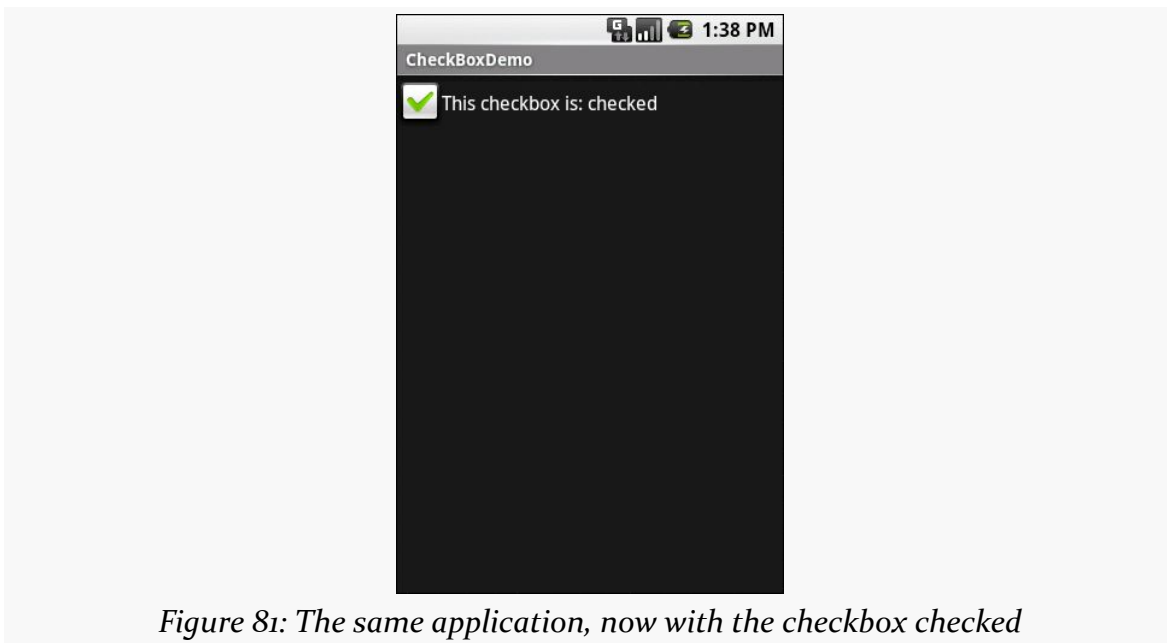 1:38 PM
CheckBoxDemo
This checkbox is: checked
Figure 81: The same application, now with the checkbox checked